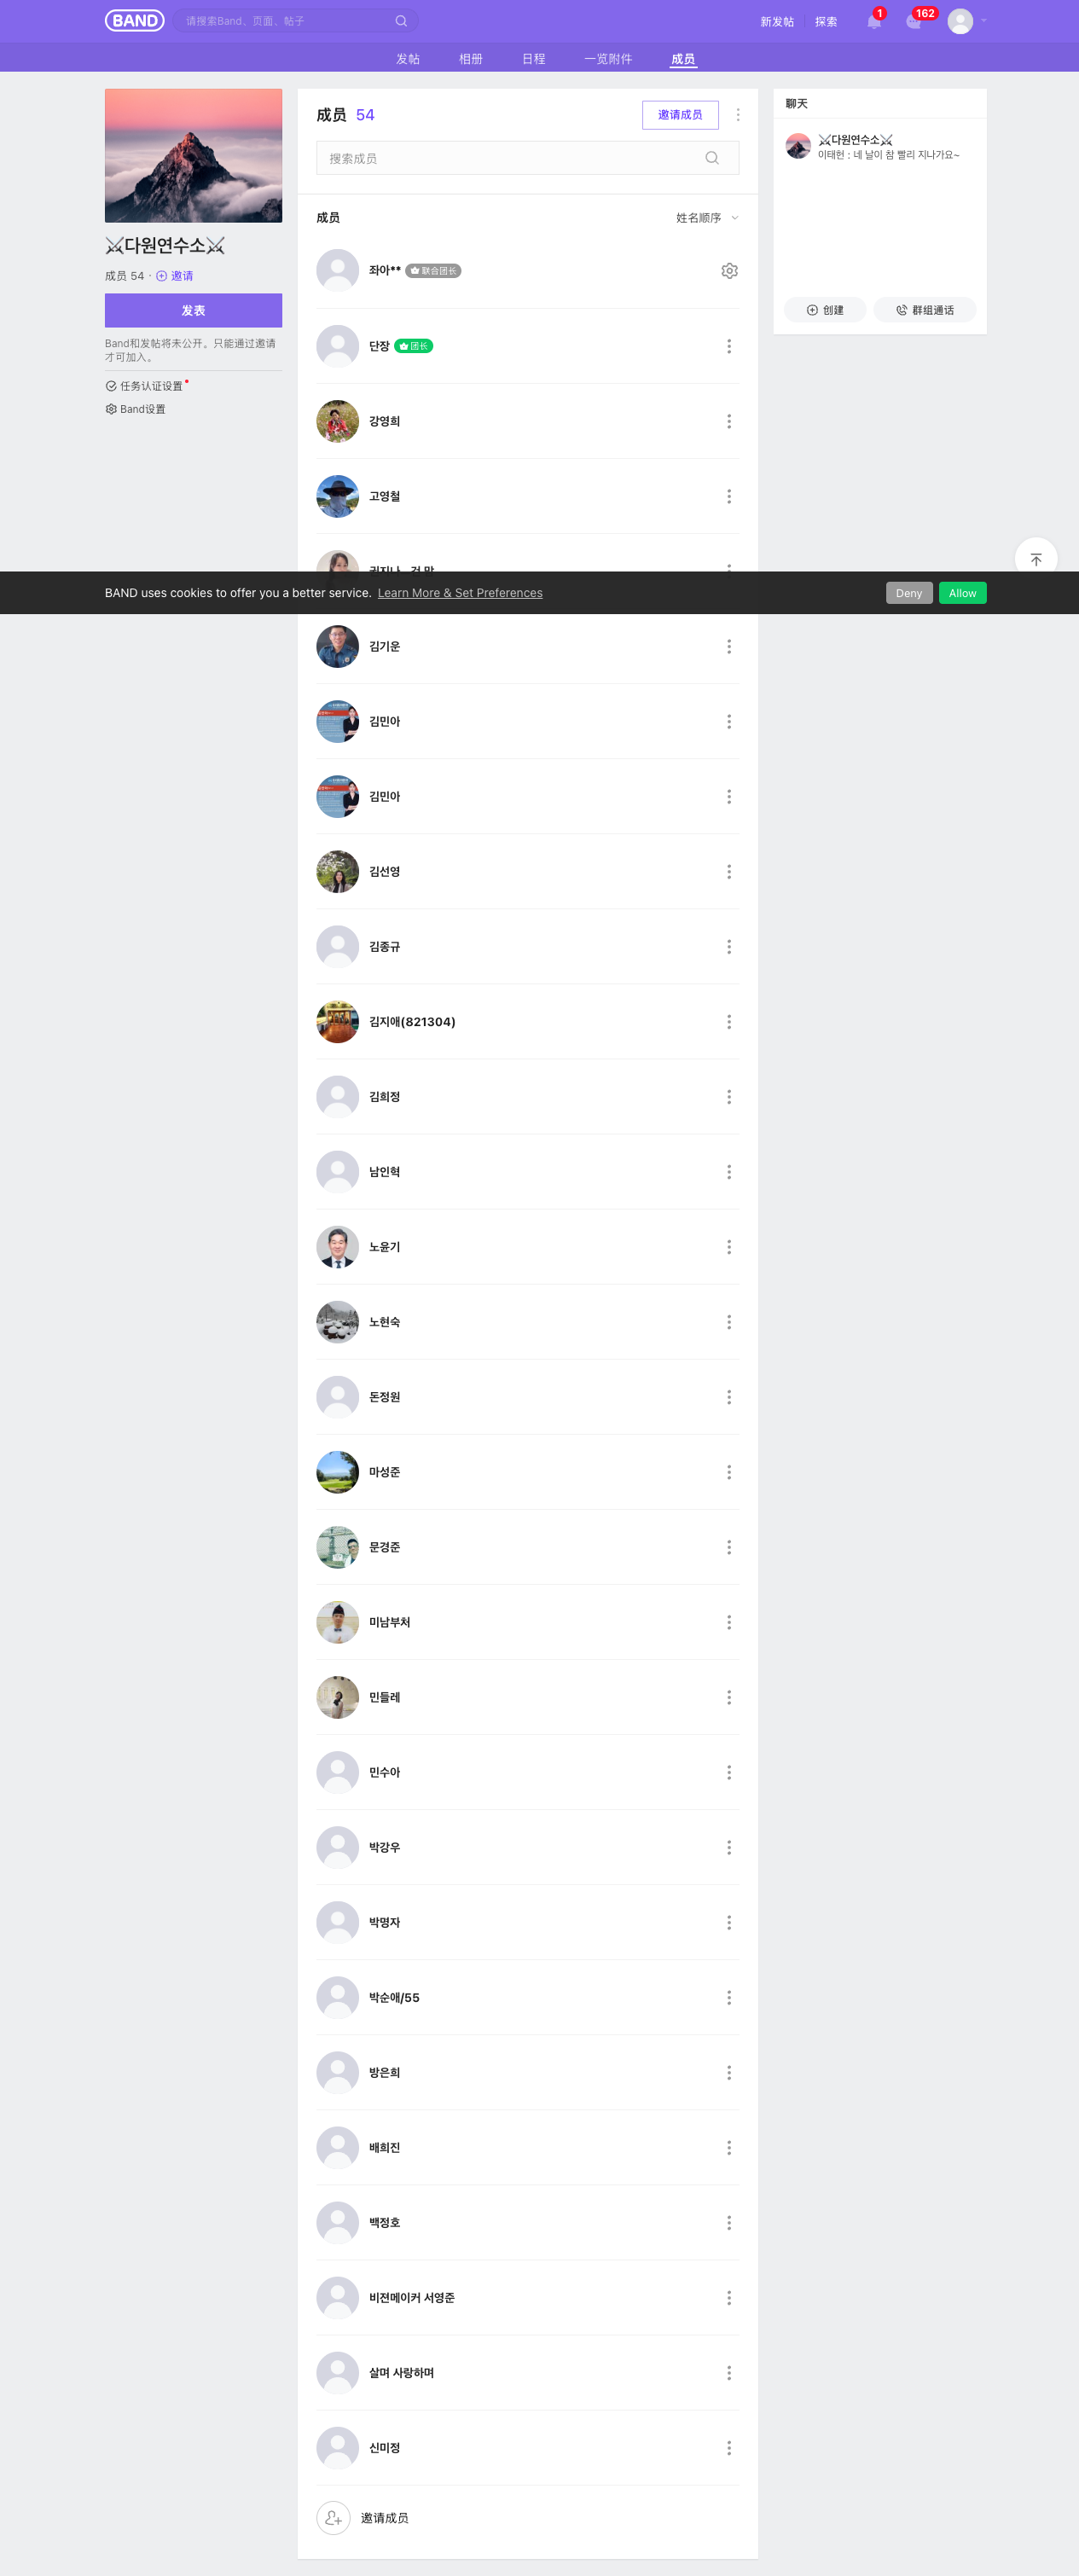 BAND
请搜索Band、页面、帖子
新发帖
探索
1
162
发帖
相册
日程
一览附件
成员
⚔다원연수소⚔
成员 54 · 邀请
发表
Band和发帖将未公开。只能通过邀请
才可加入。
任务认证设置
Band设置
成员 54
邀请成员
搜索成员
成员
姓名顺序
좌아** 联合团长
단장 团长
강영희
고영철
BAND uses cookies to offer you a better service. Learn More & Set Preferences
Deny
Allow
김기운
김민아
김민아
김선영
김종규
김지애(821304)
김희정
남인혁
노윤기
노현숙
돈정원
마성준
문경준
미남부처
민들레
민수아
박강우
박명자
박순애/55
방은희
배희진
백정호
비젼메이커 서영준
살며 사랑하며
신미정
邀请成员
聊天
⚔다원연수소⚔
이태헌 : 네 날이 참 빨리 지나가요~
创建
群组通话